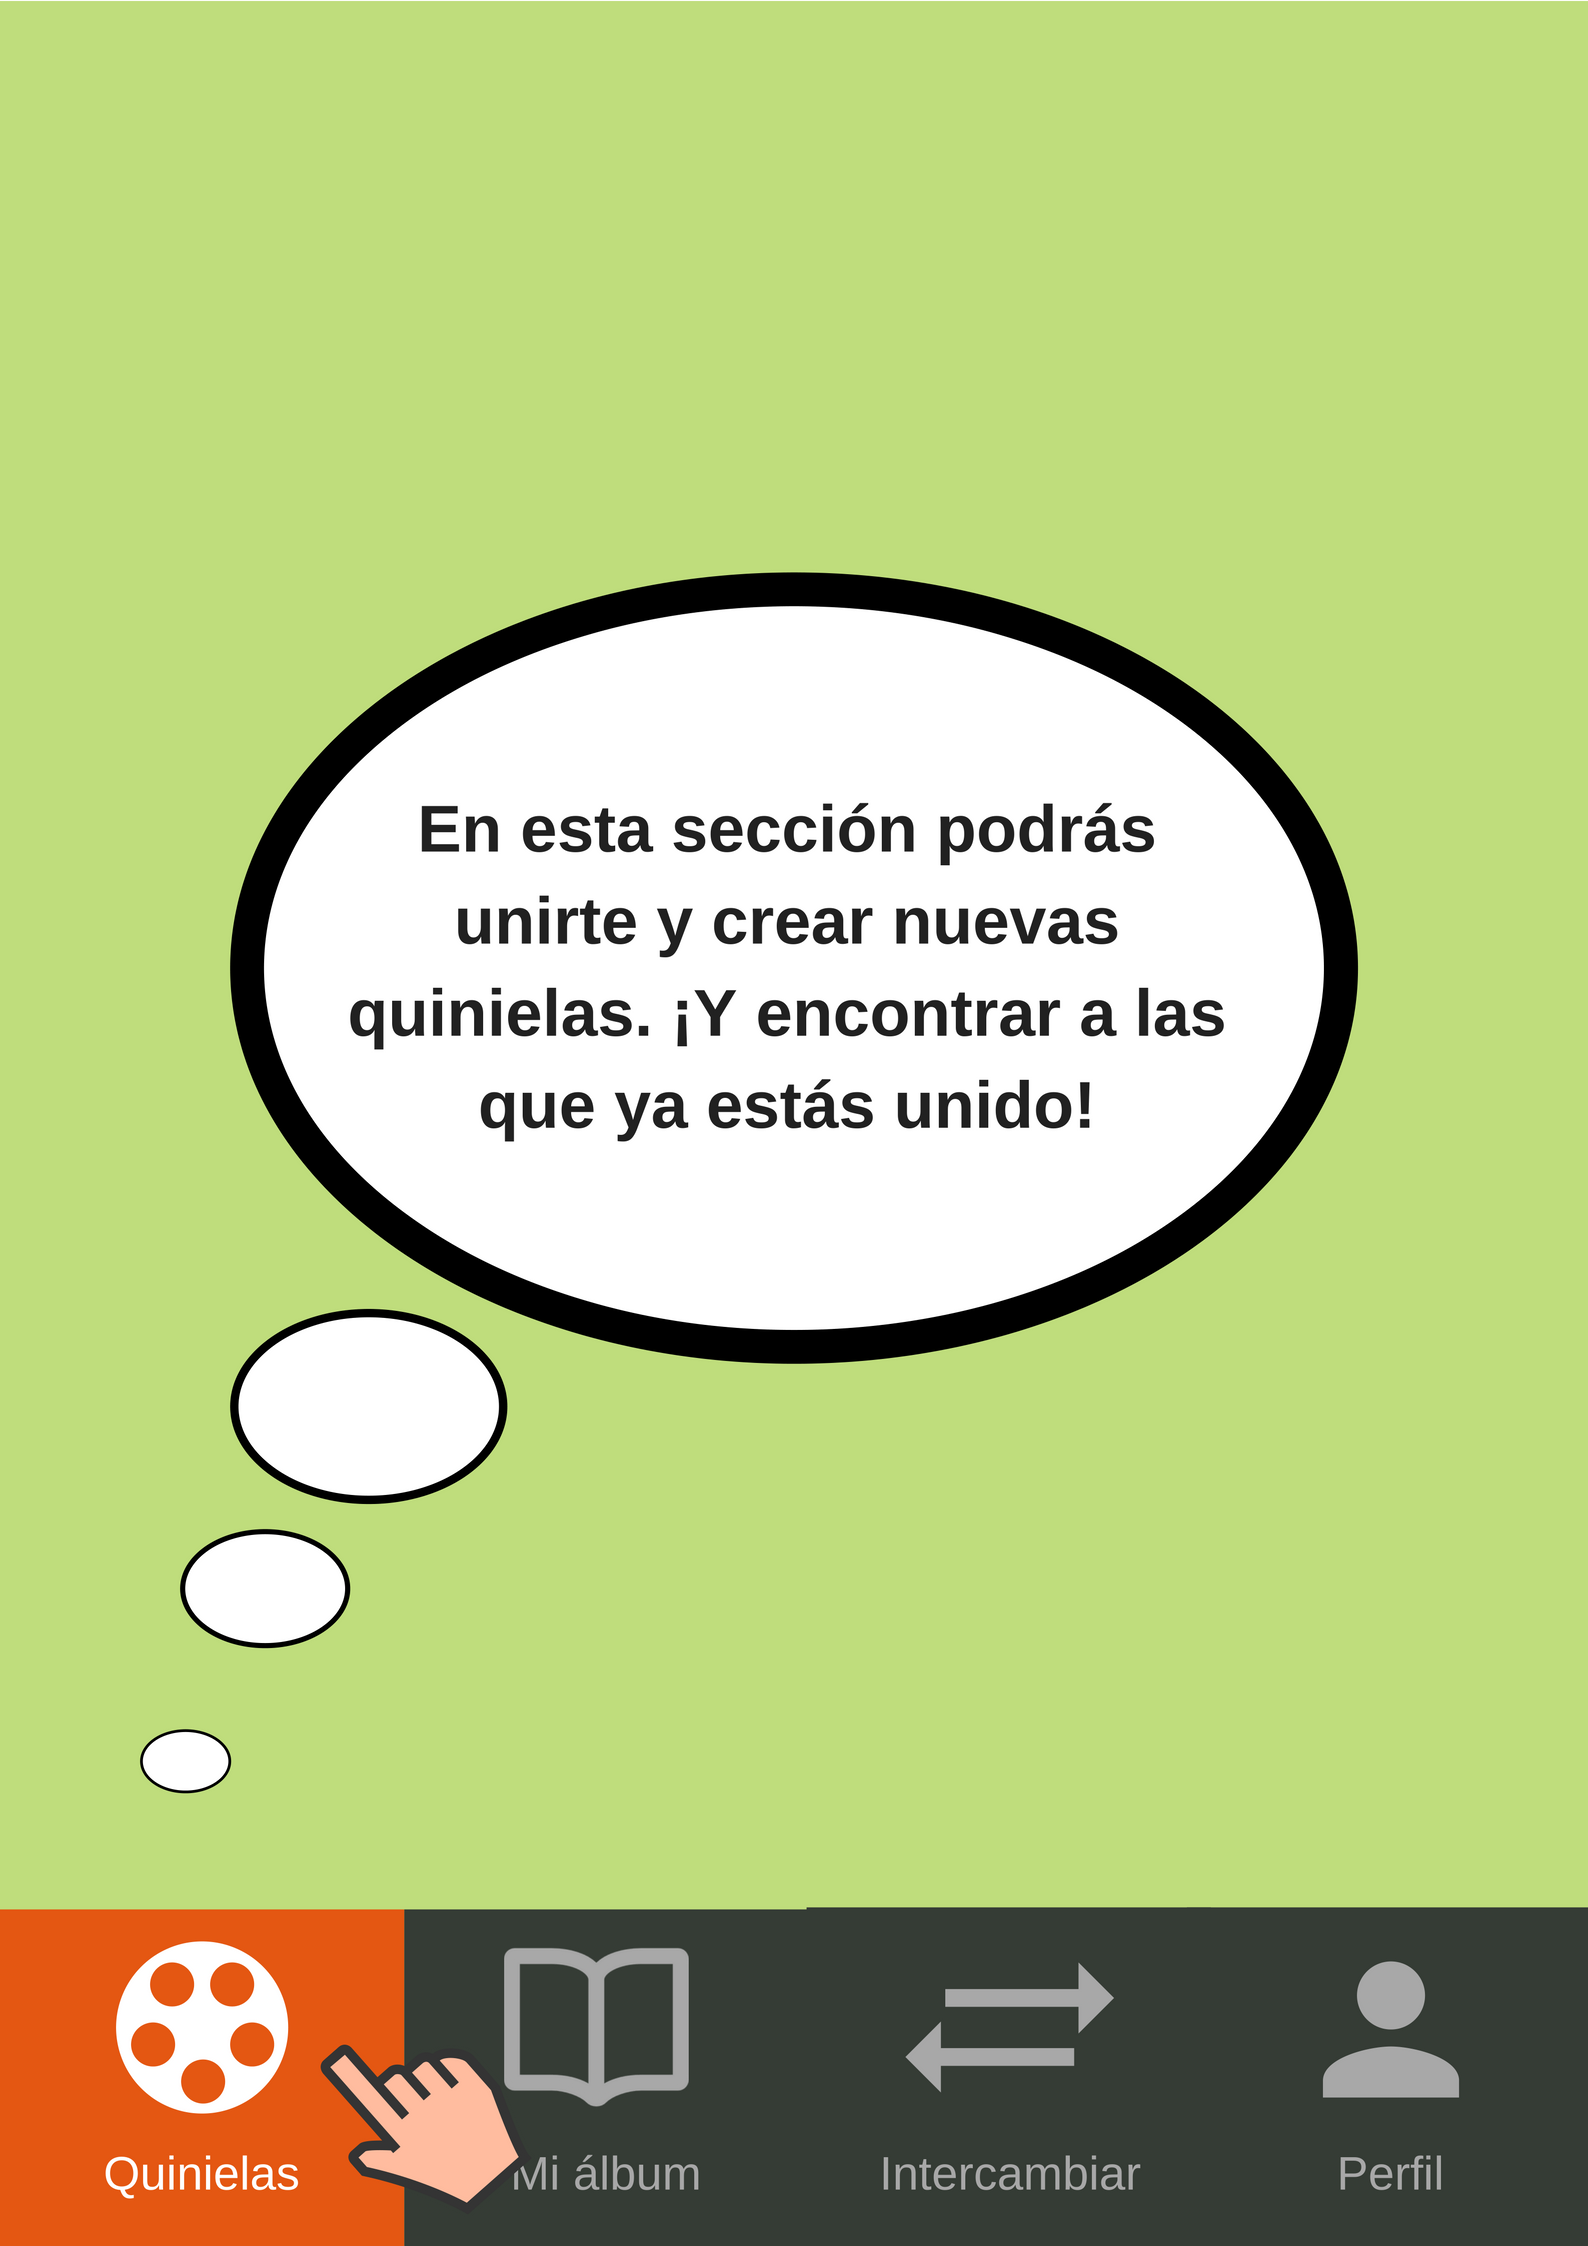 En esta sección podrás
unirte y crear nuevas
quinielas. ¡Y encontrar a las
que ya estás unido!
Quinielas
Mi álbum
Intercambiar
Perfil